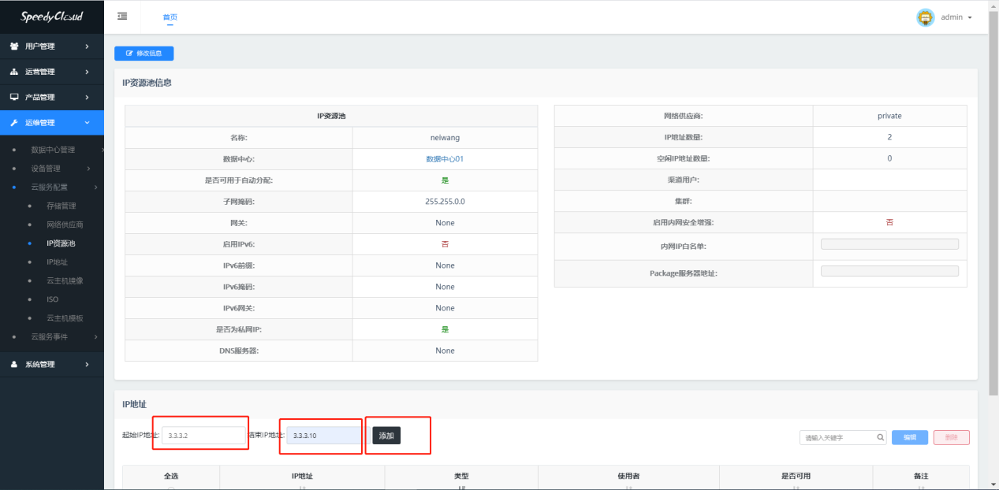 SpeedyCloud
首页
admin
用户管理
运营管理
产品管理
运维管理
数据中心管理
设备管理
云服务配置
存储管理
网络供应商
IP资源池
IP地址
云主机镜像
ISO
云主机模板
云服务事件
系统管理
修改信息
IP资源池信息
IP资源池
名称: neiwang
数据中心: 数据中心01
是否可用于自动分配: 是
子网掩码: 255.255.0.0
网关: None
启用IPv6: 否
IPv6前缀: None
IPv6掩码: None
IPv6网关: None
是否为私网IP: 是
DNS服务器: None
网络供应商: private
IP地址数量: 2
空闲IP地址数量: 0
渠道用户:
集群:
启用内网安全增强: 否
内网IP白名单:
Package服务器地址:
IP地址
起始IP地址: 3.3.3.2 结束IP地址: 3.3.3.10 添加 请输入关键字 编辑 删除
全选 IP地址 类型 使用者 是否可用 备注